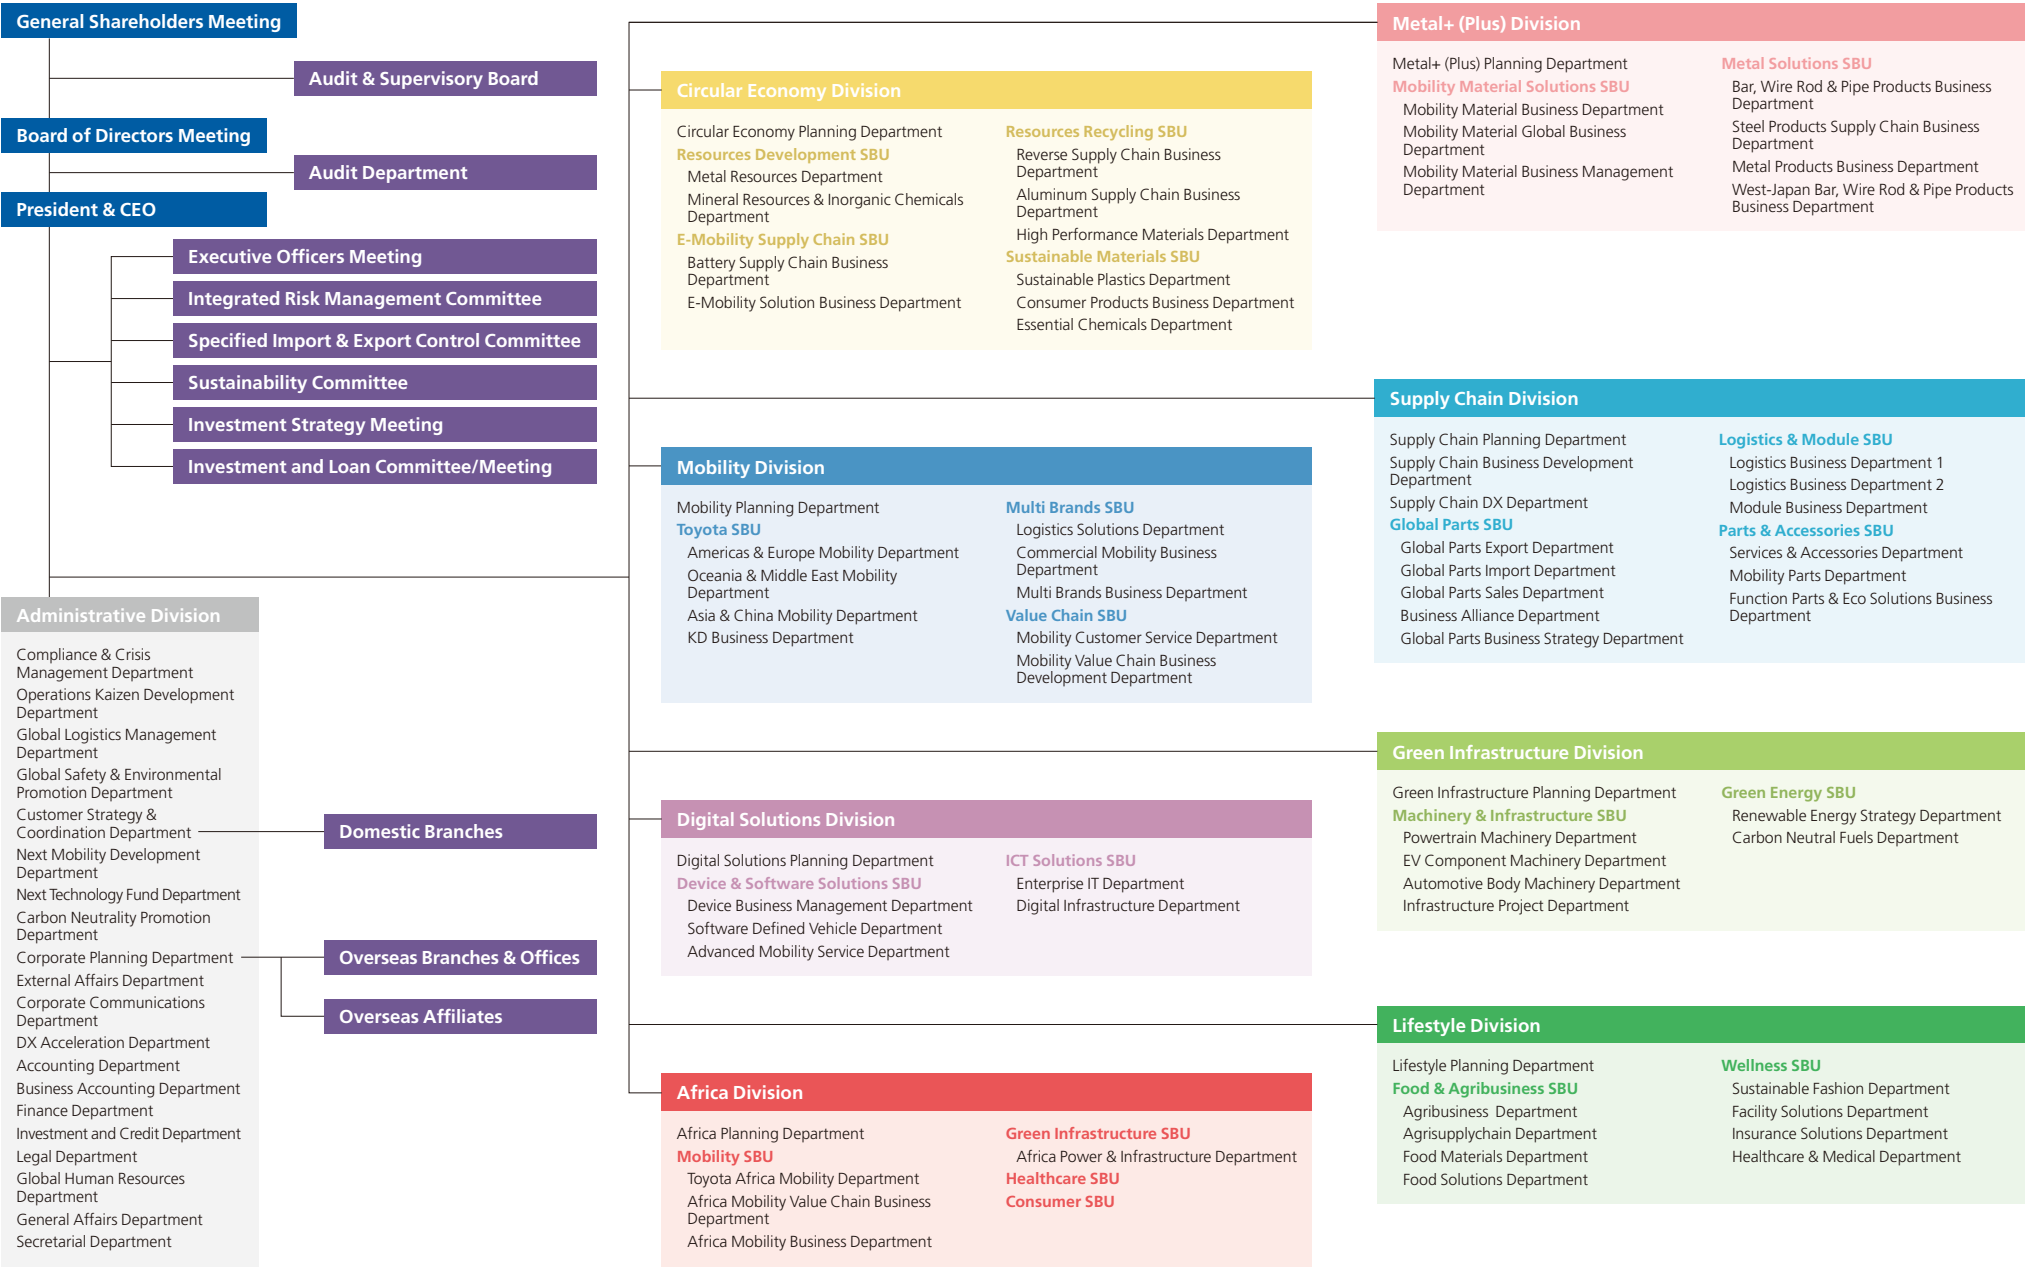 General Shareholders Meeting
Audit & Supervisory Board
Board of Directors Meeting
Audit Department
President & CEO
Executive Officers Meeting
Integrated Risk Management Committee
Specified Import & Export Control Committee
Sustainability Committee
Investment Strategy Meeting
Investment and Loan Committee/Meeting
Administrative Division
Compliance & Crisis
Management Department
Operations Kaizen Development
Department
Global Logistics Management
Department
Global Safety & Environmental
Promotion Department
Customer Strategy &
Coordination Department
Next Mobility Development
Department
Next Technology Fund Department
Carbon Neutrality Promotion
Department
Corporate Planning Department
External Affairs Department
Corporate Communications
Department
DX Acceleration Department
Accounting Department
Business Accounting Department
Finance Department
Investment and Credit Department
Legal Department
Global Human Resources
Department
General Affairs Department
Secretarial Department
Domestic Branches
Overseas Branches & Offices
Overseas Affiliates
Metal+ (Plus) Division
Metal+ (Plus) Planning Department
Mobility Material Solutions SBU
Mobility Material Business Department
Mobility Material Global Business
Department
Mobility Material Business Management
Department
Metal Solutions SBU
Bar, Wire Rod & Pipe Products Business
Department
Steel Products Supply Chain Business
Department
Metal Products Business Department
West-Japan Bar, Wire Rod & Pipe Products
Business Department
Circular Economy Division
Circular Economy Planning Department
Resources Development SBU
Metal Resources Department
Mineral Resources & Inorganic Chemicals
Department
E-Mobility Supply Chain SBU
Battery Supply Chain Business
Department
E-Mobility Solution Business Department
Resources Recycling SBU
Reverse Supply Chain Business
Department
Aluminum Supply Chain Business
Department
High Performance Materials Department
Sustainable Materials SBU
Sustainable Plastics Department
Consumer Products Business Department
Essential Chemicals Department
Supply Chain Division
Supply Chain Planning Department
Supply Chain Business Development
Department
Supply Chain DX Department
Global Parts SBU
Global Parts Export Department
Global Parts Import Department
Global Parts Sales Department
Business Alliance Department
Global Parts Business Strategy Department
Logistics & Module SBU
Logistics Business Department 1
Logistics Business Department 2
Module Business Department
Parts & Accessories SBU
Services & Accessories Department
Mobility Parts Department
Function Parts & Eco Solutions Business
Department
Mobility Division
Mobility Planning Department
Toyota SBU
Americas & Europe Mobility Department
Oceania & Middle East Mobility
Department
Asia & China Mobility Department
KD Business Department
Multi Brands SBU
Logistics Solutions Department
Commercial Mobility Business
Department
Multi Brands Business Department
Value Chain SBU
Mobility Customer Service Department
Mobility Value Chain Business
Development Department
Green Infrastructure Division
Green Infrastructure Planning Department
Machinery & Infrastructure SBU
Powertrain Machinery Department
EV Component Machinery Department
Automotive Body Machinery Department
Infrastructure Project Department
Green Energy SBU
Renewable Energy Strategy Department
Carbon Neutral Fuels Department
Digital Solutions Division
Digital Solutions Planning Department
Device & Software Solutions SBU
Device Business Management Department
Software Defined Vehicle Department
Advanced Mobility Service Department
ICT Solutions SBU
Enterprise IT Department
Digital Infrastructure Department
Lifestyle Division
Lifestyle Planning Department
Food & Agribusiness SBU
Agribusiness Department
Agrisupplychain Department
Food Materials Department
Food Solutions Department
Wellness SBU
Sustainable Fashion Department
Facility Solutions Department
Insurance Solutions Department
Healthcare & Medical Department
Africa Division
Africa Planning Department
Mobility SBU
Toyota Africa Mobility Department
Africa Mobility Value Chain Business
Department
Africa Mobility Business Department
Green Infrastructure SBU
Africa Power & Infrastructure Department
Healthcare SBU
Consumer SBU